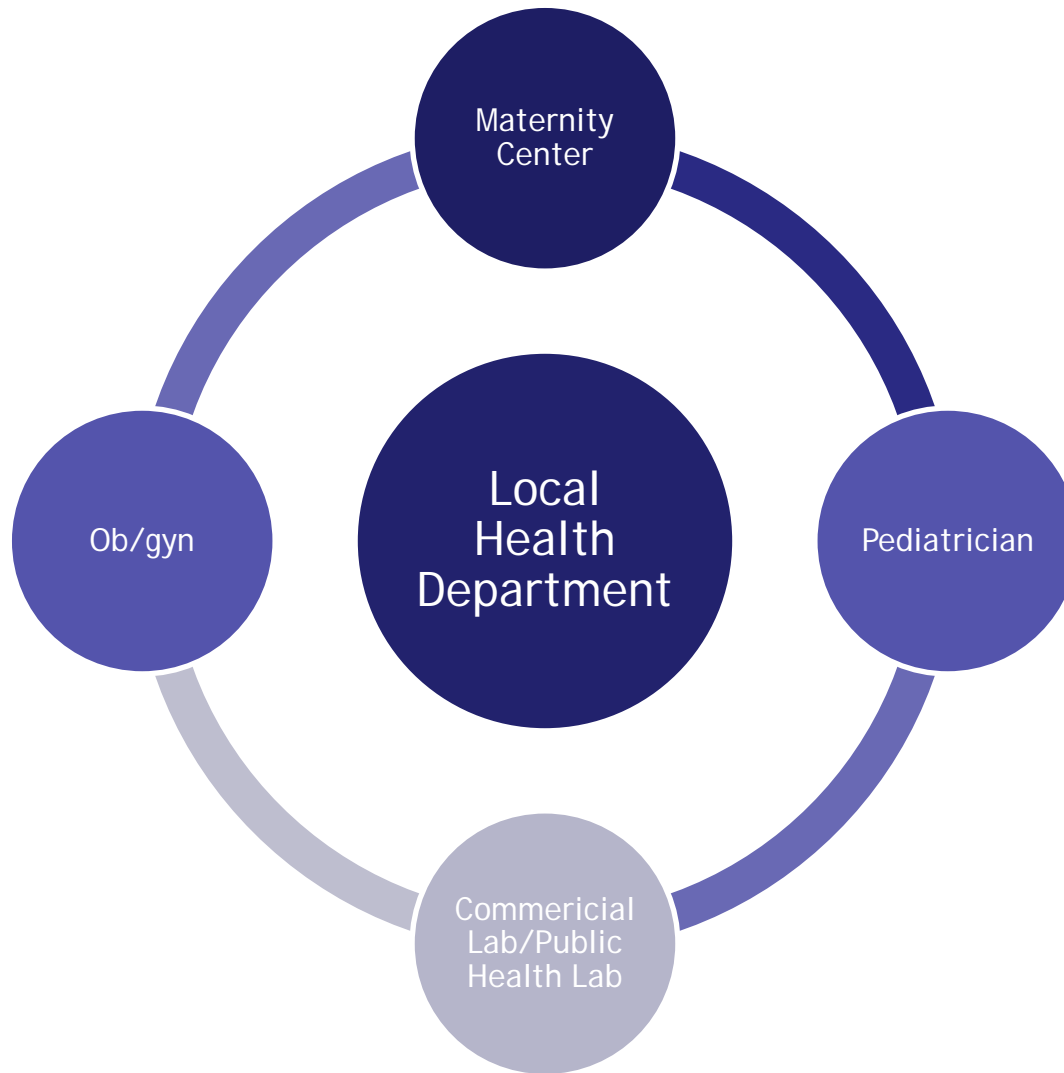 Maternity
Center
Local
Health
Department
Ob/gyn
Pediatrician
Commericial
Lab/Public
Health Lab